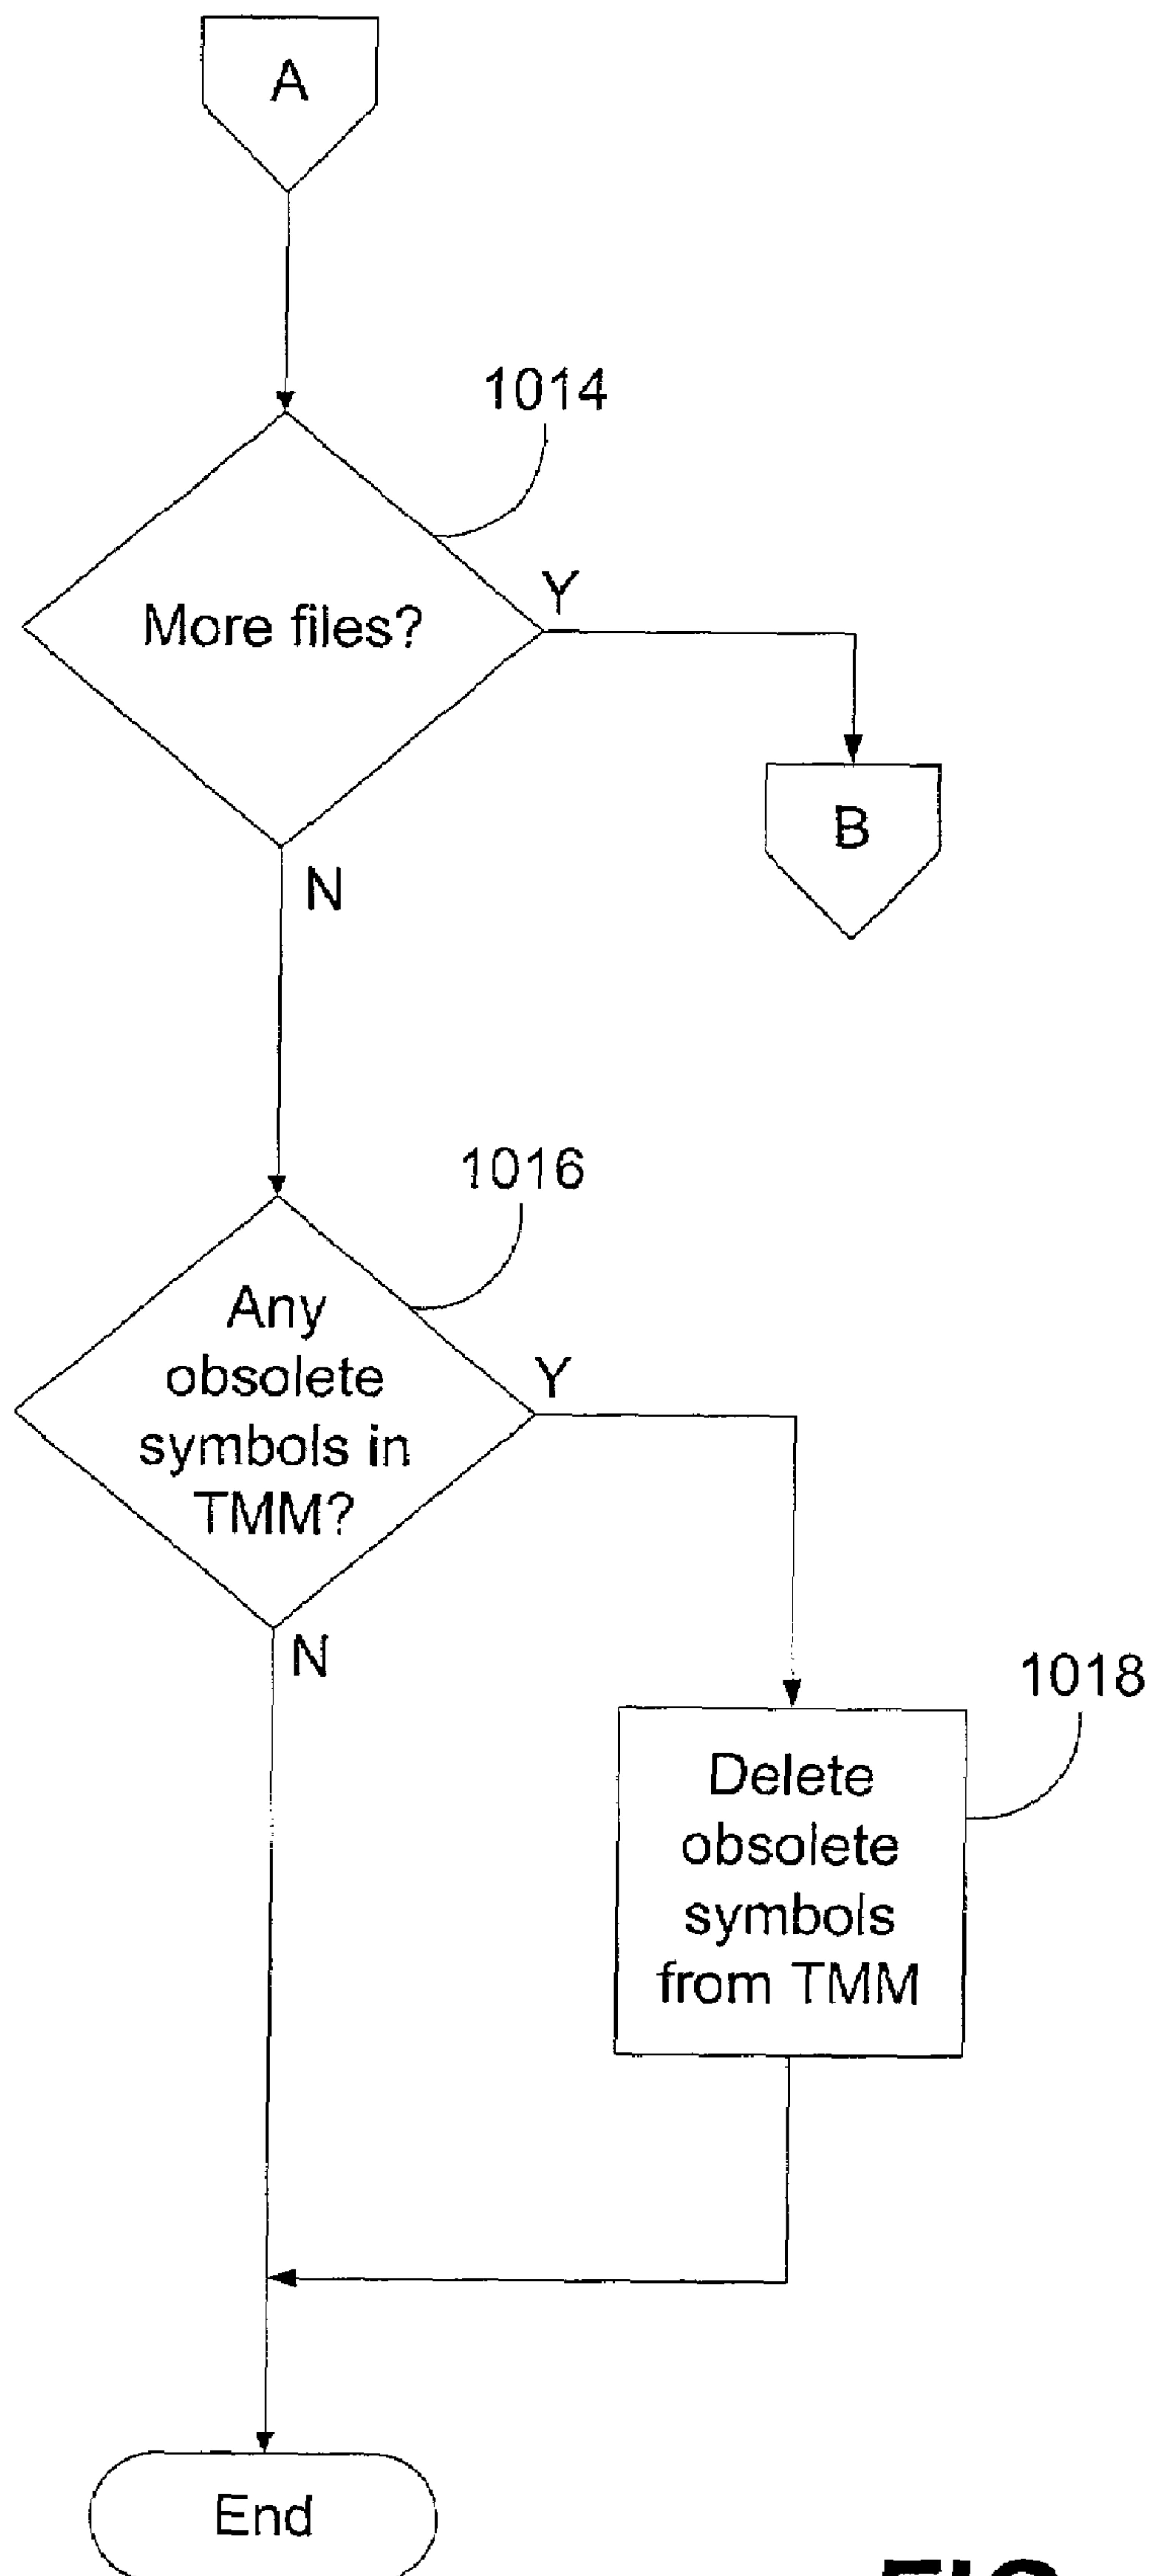 A
1014
More files?
Y
B
N
1016
Any
obsolete
symbols in
TMM?
Y
N
1018
Delete
obsolete
symbols
from TMM
End